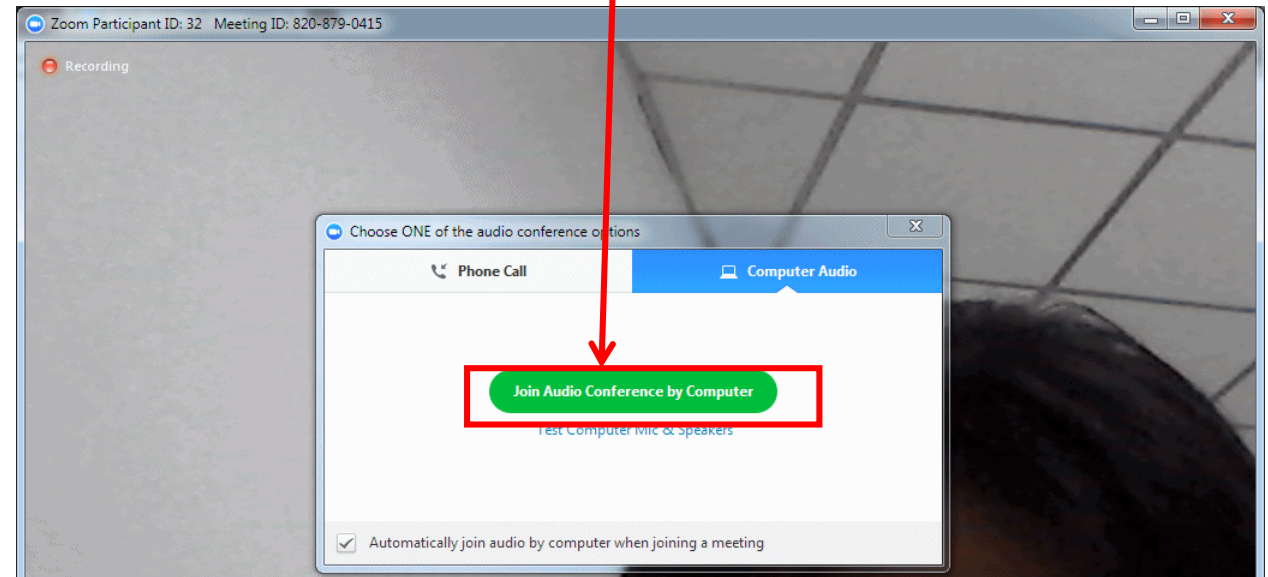 Zoom Participant ID: 32 Meeting ID: 820-879-0415
Recording
Choose ONE of the audio conference options
Phone Call
Computer Audio
Join Audio Conference by Computer
Test Computer Mic & Speakers
Automatically join audio by computer when joining a meeting